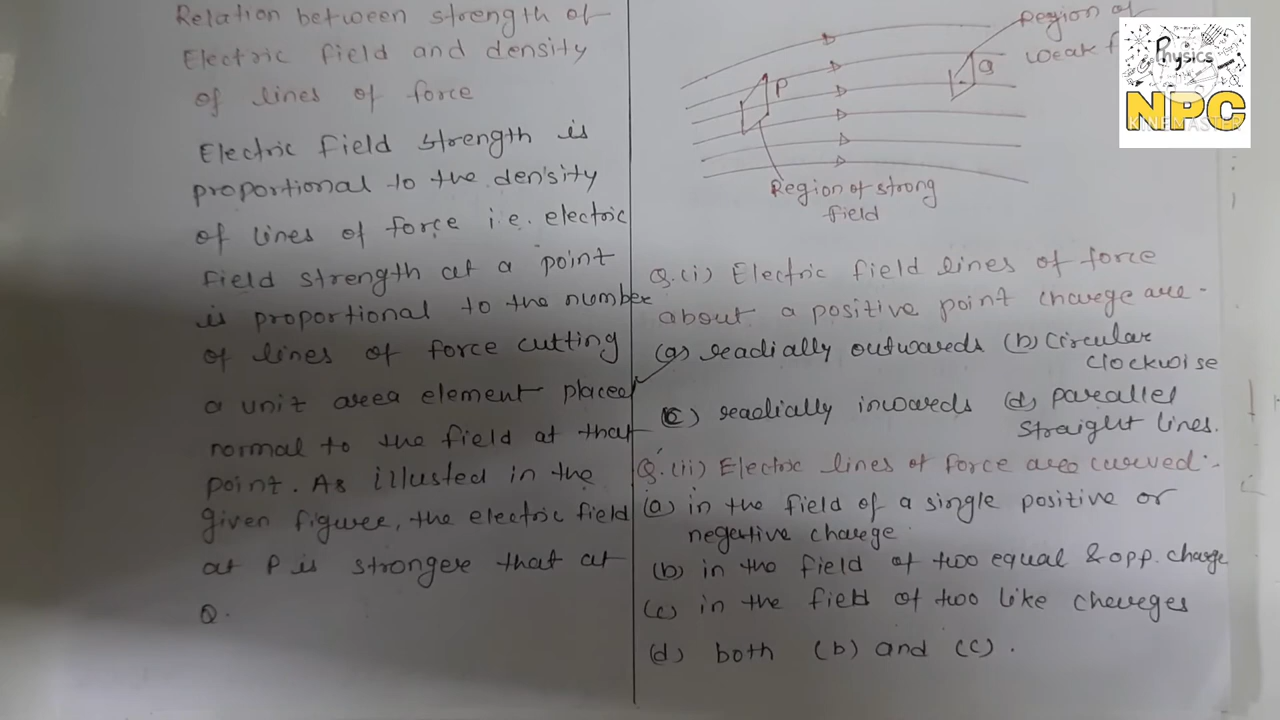 Relation between strength of
Electric field and density
of lines of force
Electric field strength is
proportional to the density
of lines of force i.e. electric
field strength at a point
is proportional to the number
of lines of force cutting
a unit area element placed
normal to the field at that
point. As illusted in the
given figure, the electric field
at P is stronger that at
Q.
Region of
weak
P
Q
Region of strong
field
Q.(i) Electric field lines of force
about a positive point charge are -
(a) readially outwards (b) circular
clockwise
(c) readially inwards (d) parallel
straight lines.
Q.(ii) Electric lines of force area curved:-
(a) in the field of a single positive or
negative charge.
(b) in the field of two equal & opp. charge
(c) in the field of two like charges
(d) both (b) and (c).
Physics
NPC
KINEMASTER